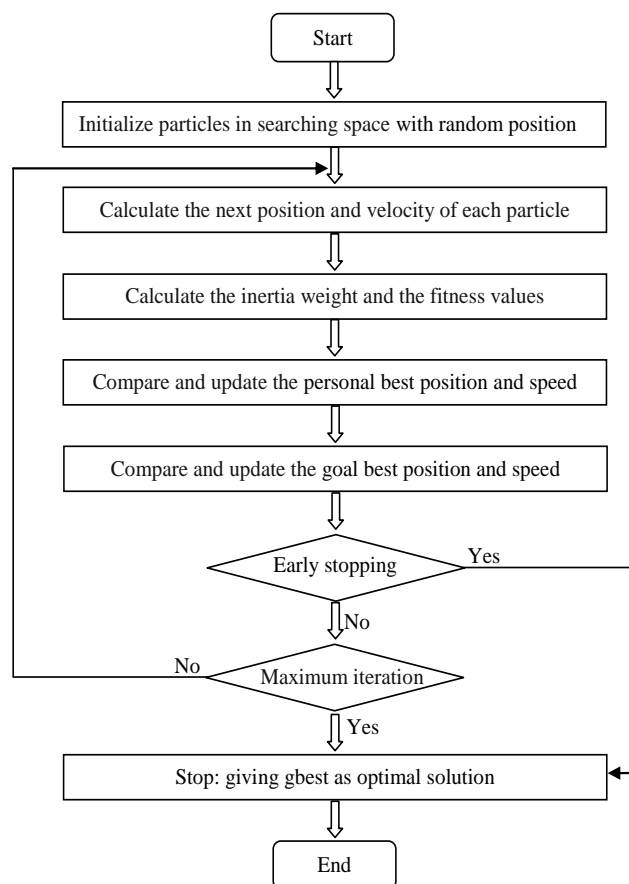 Start
Initialize particles in searching space with random position
Calculate the next position and velocity of each particle
Calculate the inertia weight and the fitness values
Compare and update the personal best position and speed
Compare and update the goal best position and speed
Early stopping
Yes
No
No
Maximum iteration
Yes
Stop: giving gbest as optimal solution
End